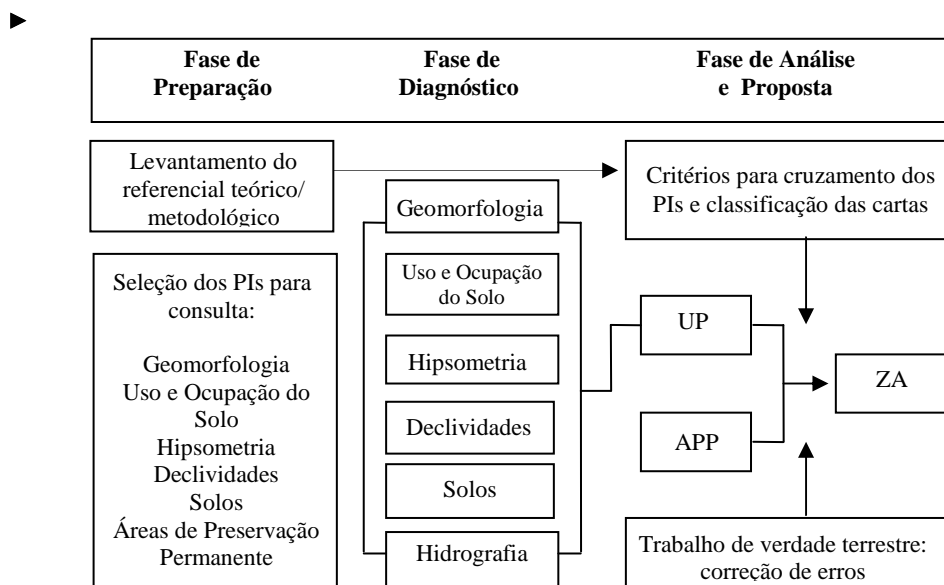 Fase de
Preparação
Fase de
Diagnóstico
Fase de Análise
e Proposta
Levantamento do
referencial teórico/
metodológico
Seleção dos PIs para
consulta:
Geomorfologia
Uso e Ocupação do
Solo
Hipsometria
Declividades
Solos
Áreas de Preservação
Permanente
Geomorfologia
Uso e Ocupação
do Solo
Hipsometria
Declividades
Solos
Hidrografia
Critérios para cruzamento dos
PIs e classificação das cartas
UP
APP
ZA
Trabalho de verdade terrestre:
correção de erros